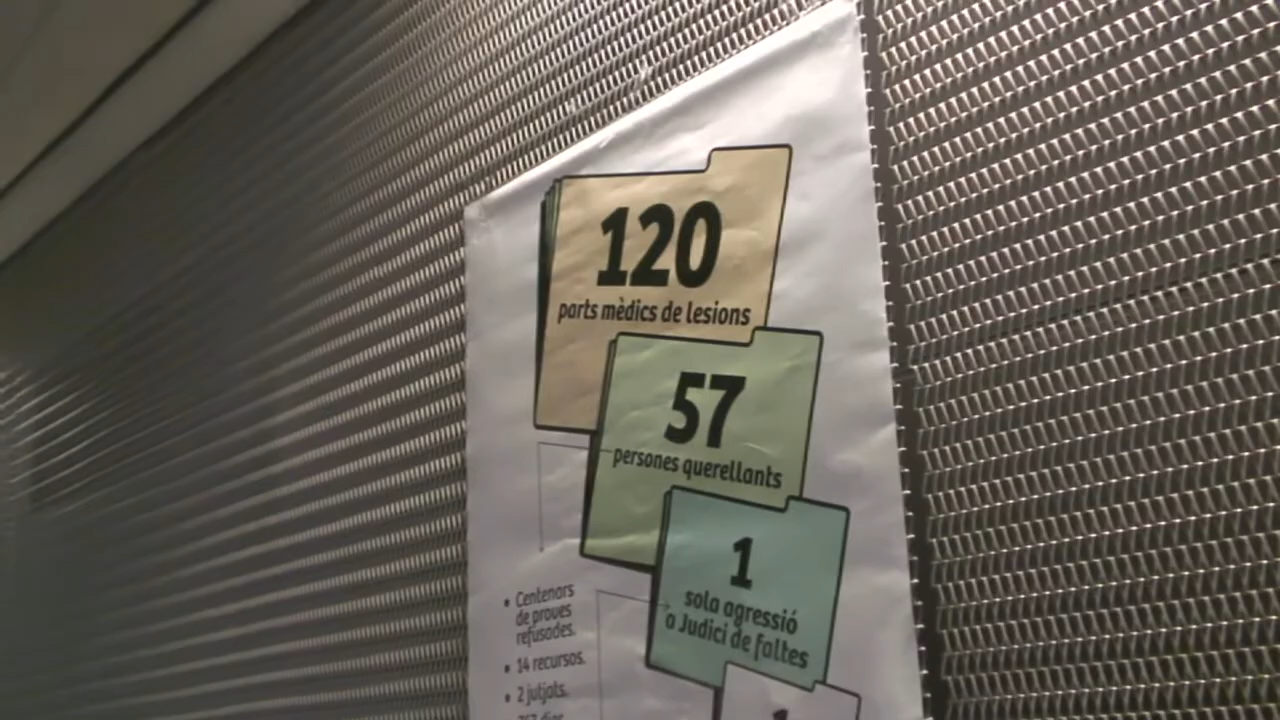 120
parts mèdics de lesions
57
persones querellants
1
sola agressió
a Judici de faltes
• Centenars
de proves
refusades.
• 14 recursos.
• 2 jutjats.
1